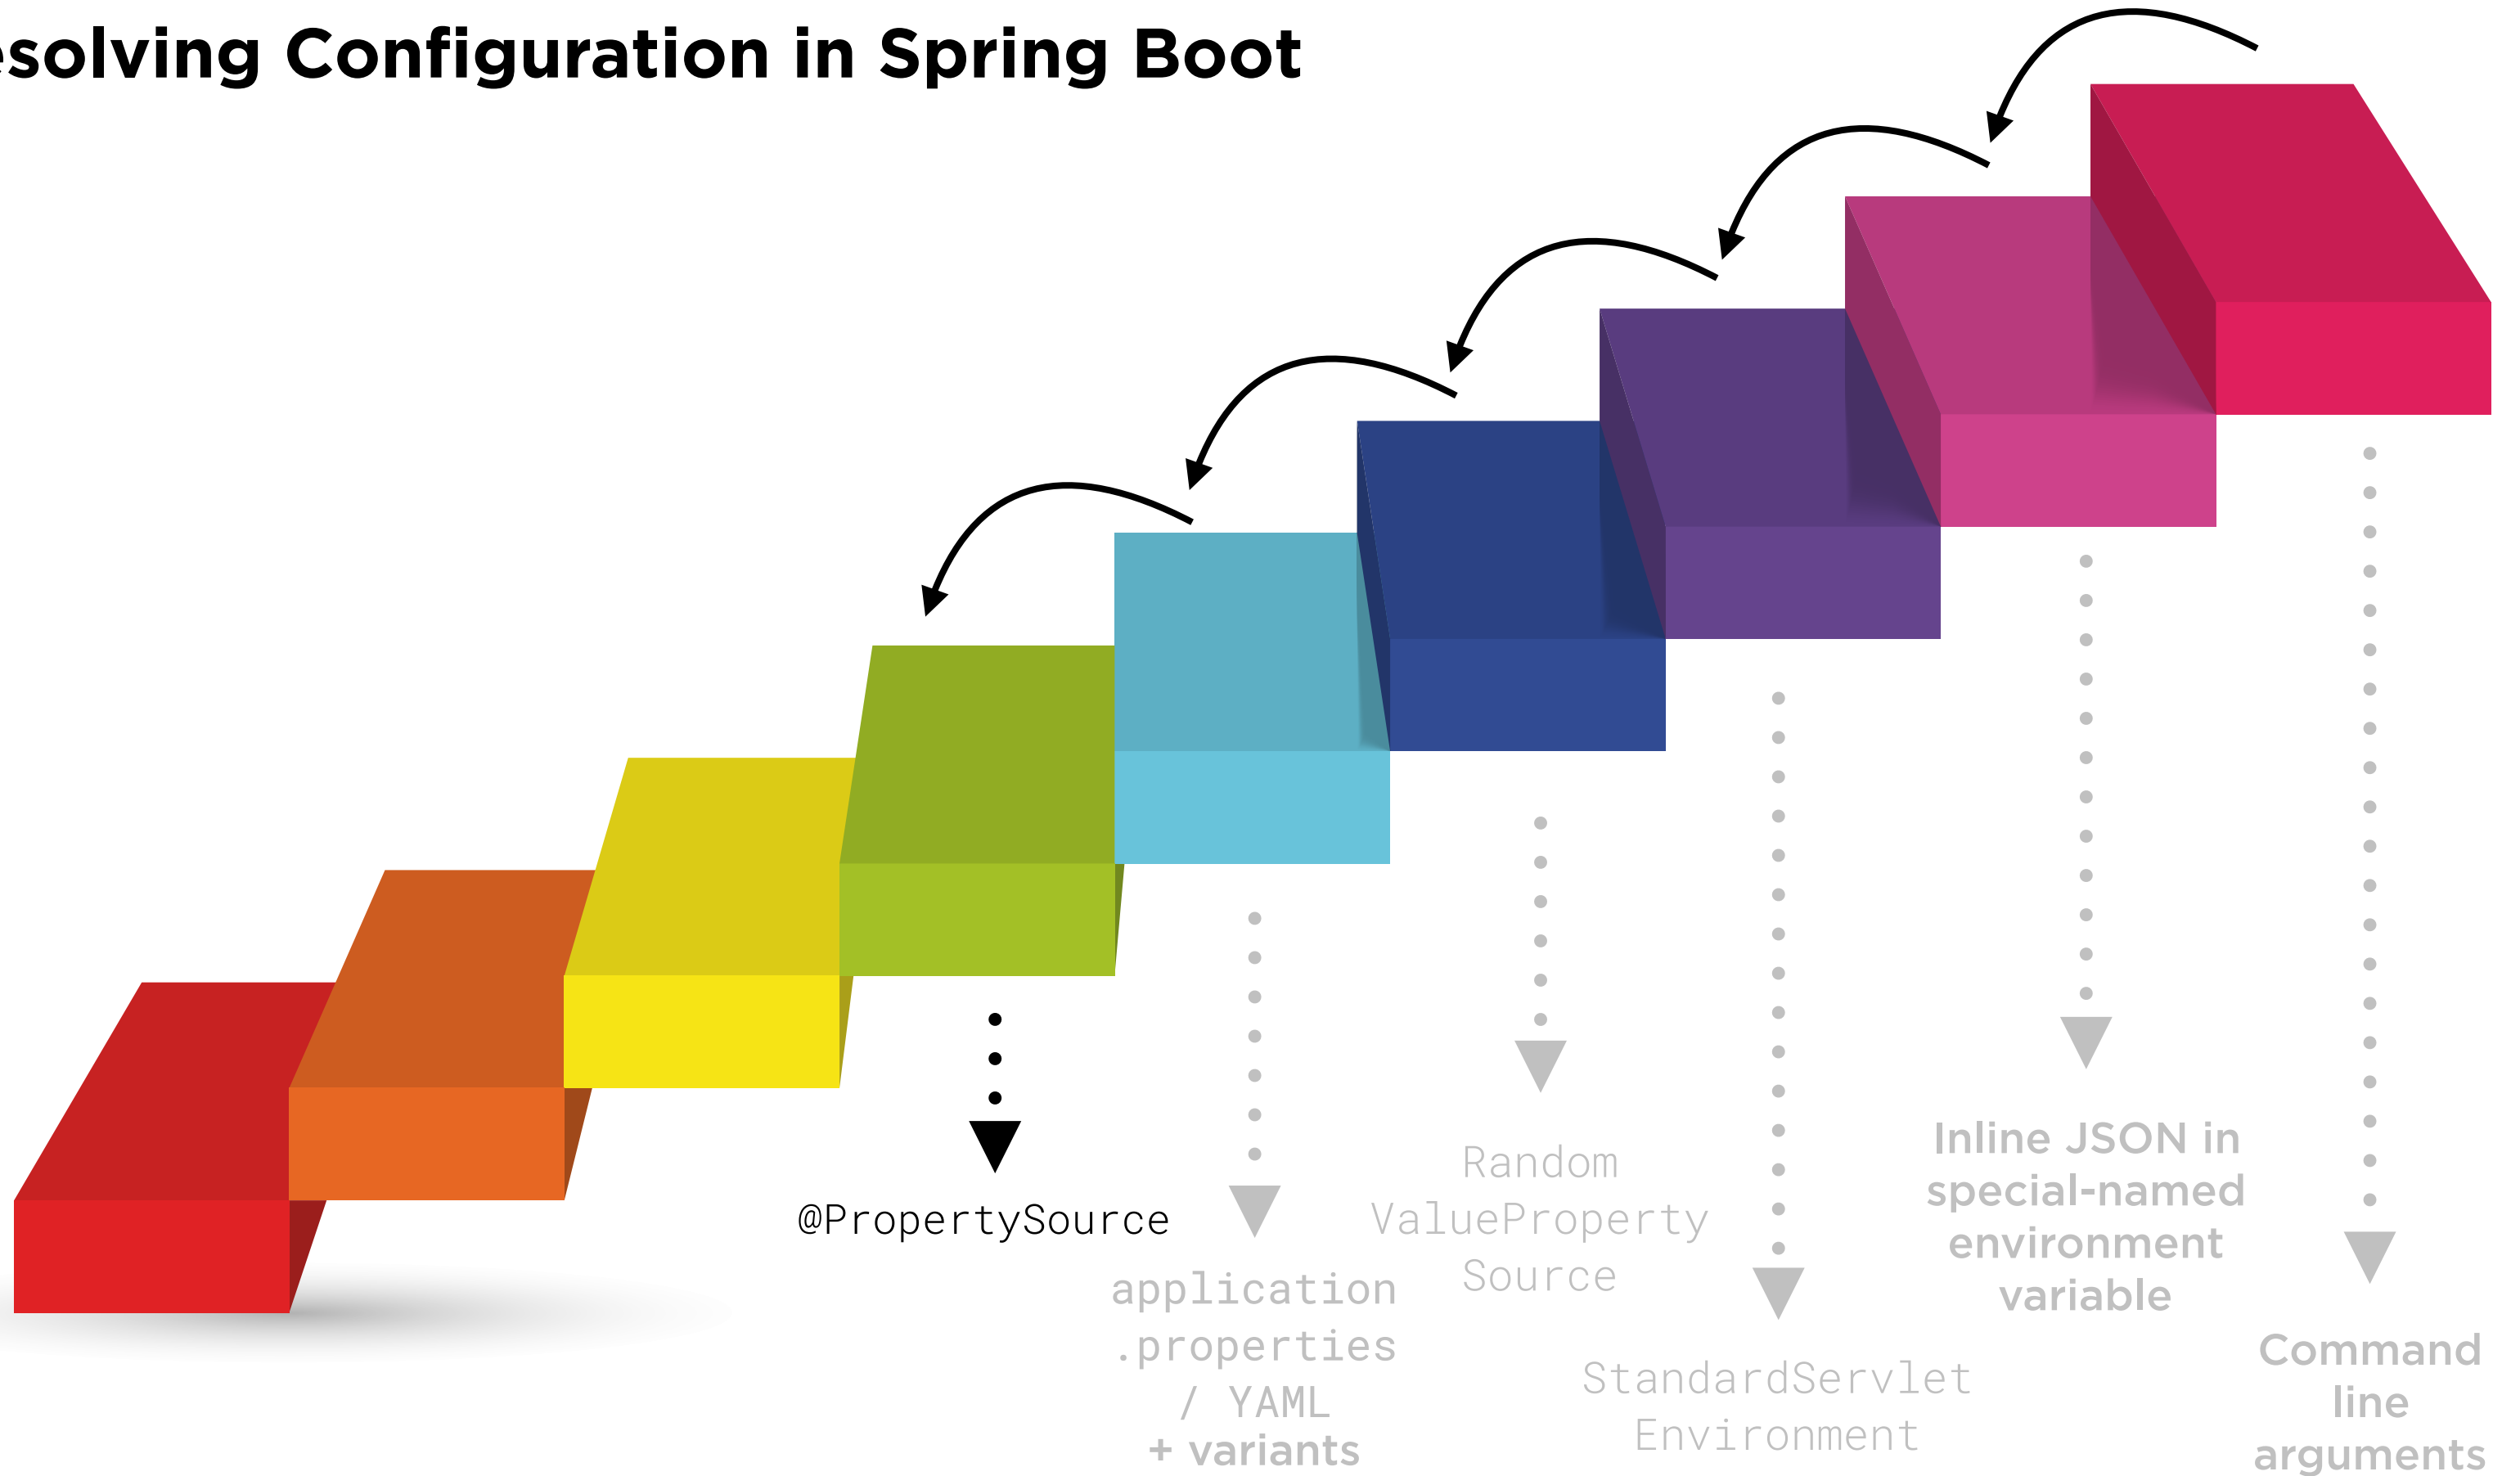 esolving Configuration in Spring Boot
@PropertySource
application
.properties
/ YAML
+ variants
Random
ValueProperty
Source
StandardServlet
Environment
Inline JSON in
special-named
environment
variable
Command
line
arguments